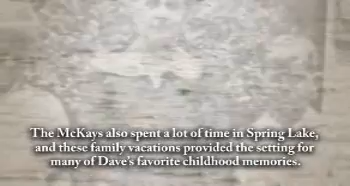 The McKays also spent a lot of time in Spring Lake,
and these family vacations provided the setting for
many of Dave's favorite childhood memories.